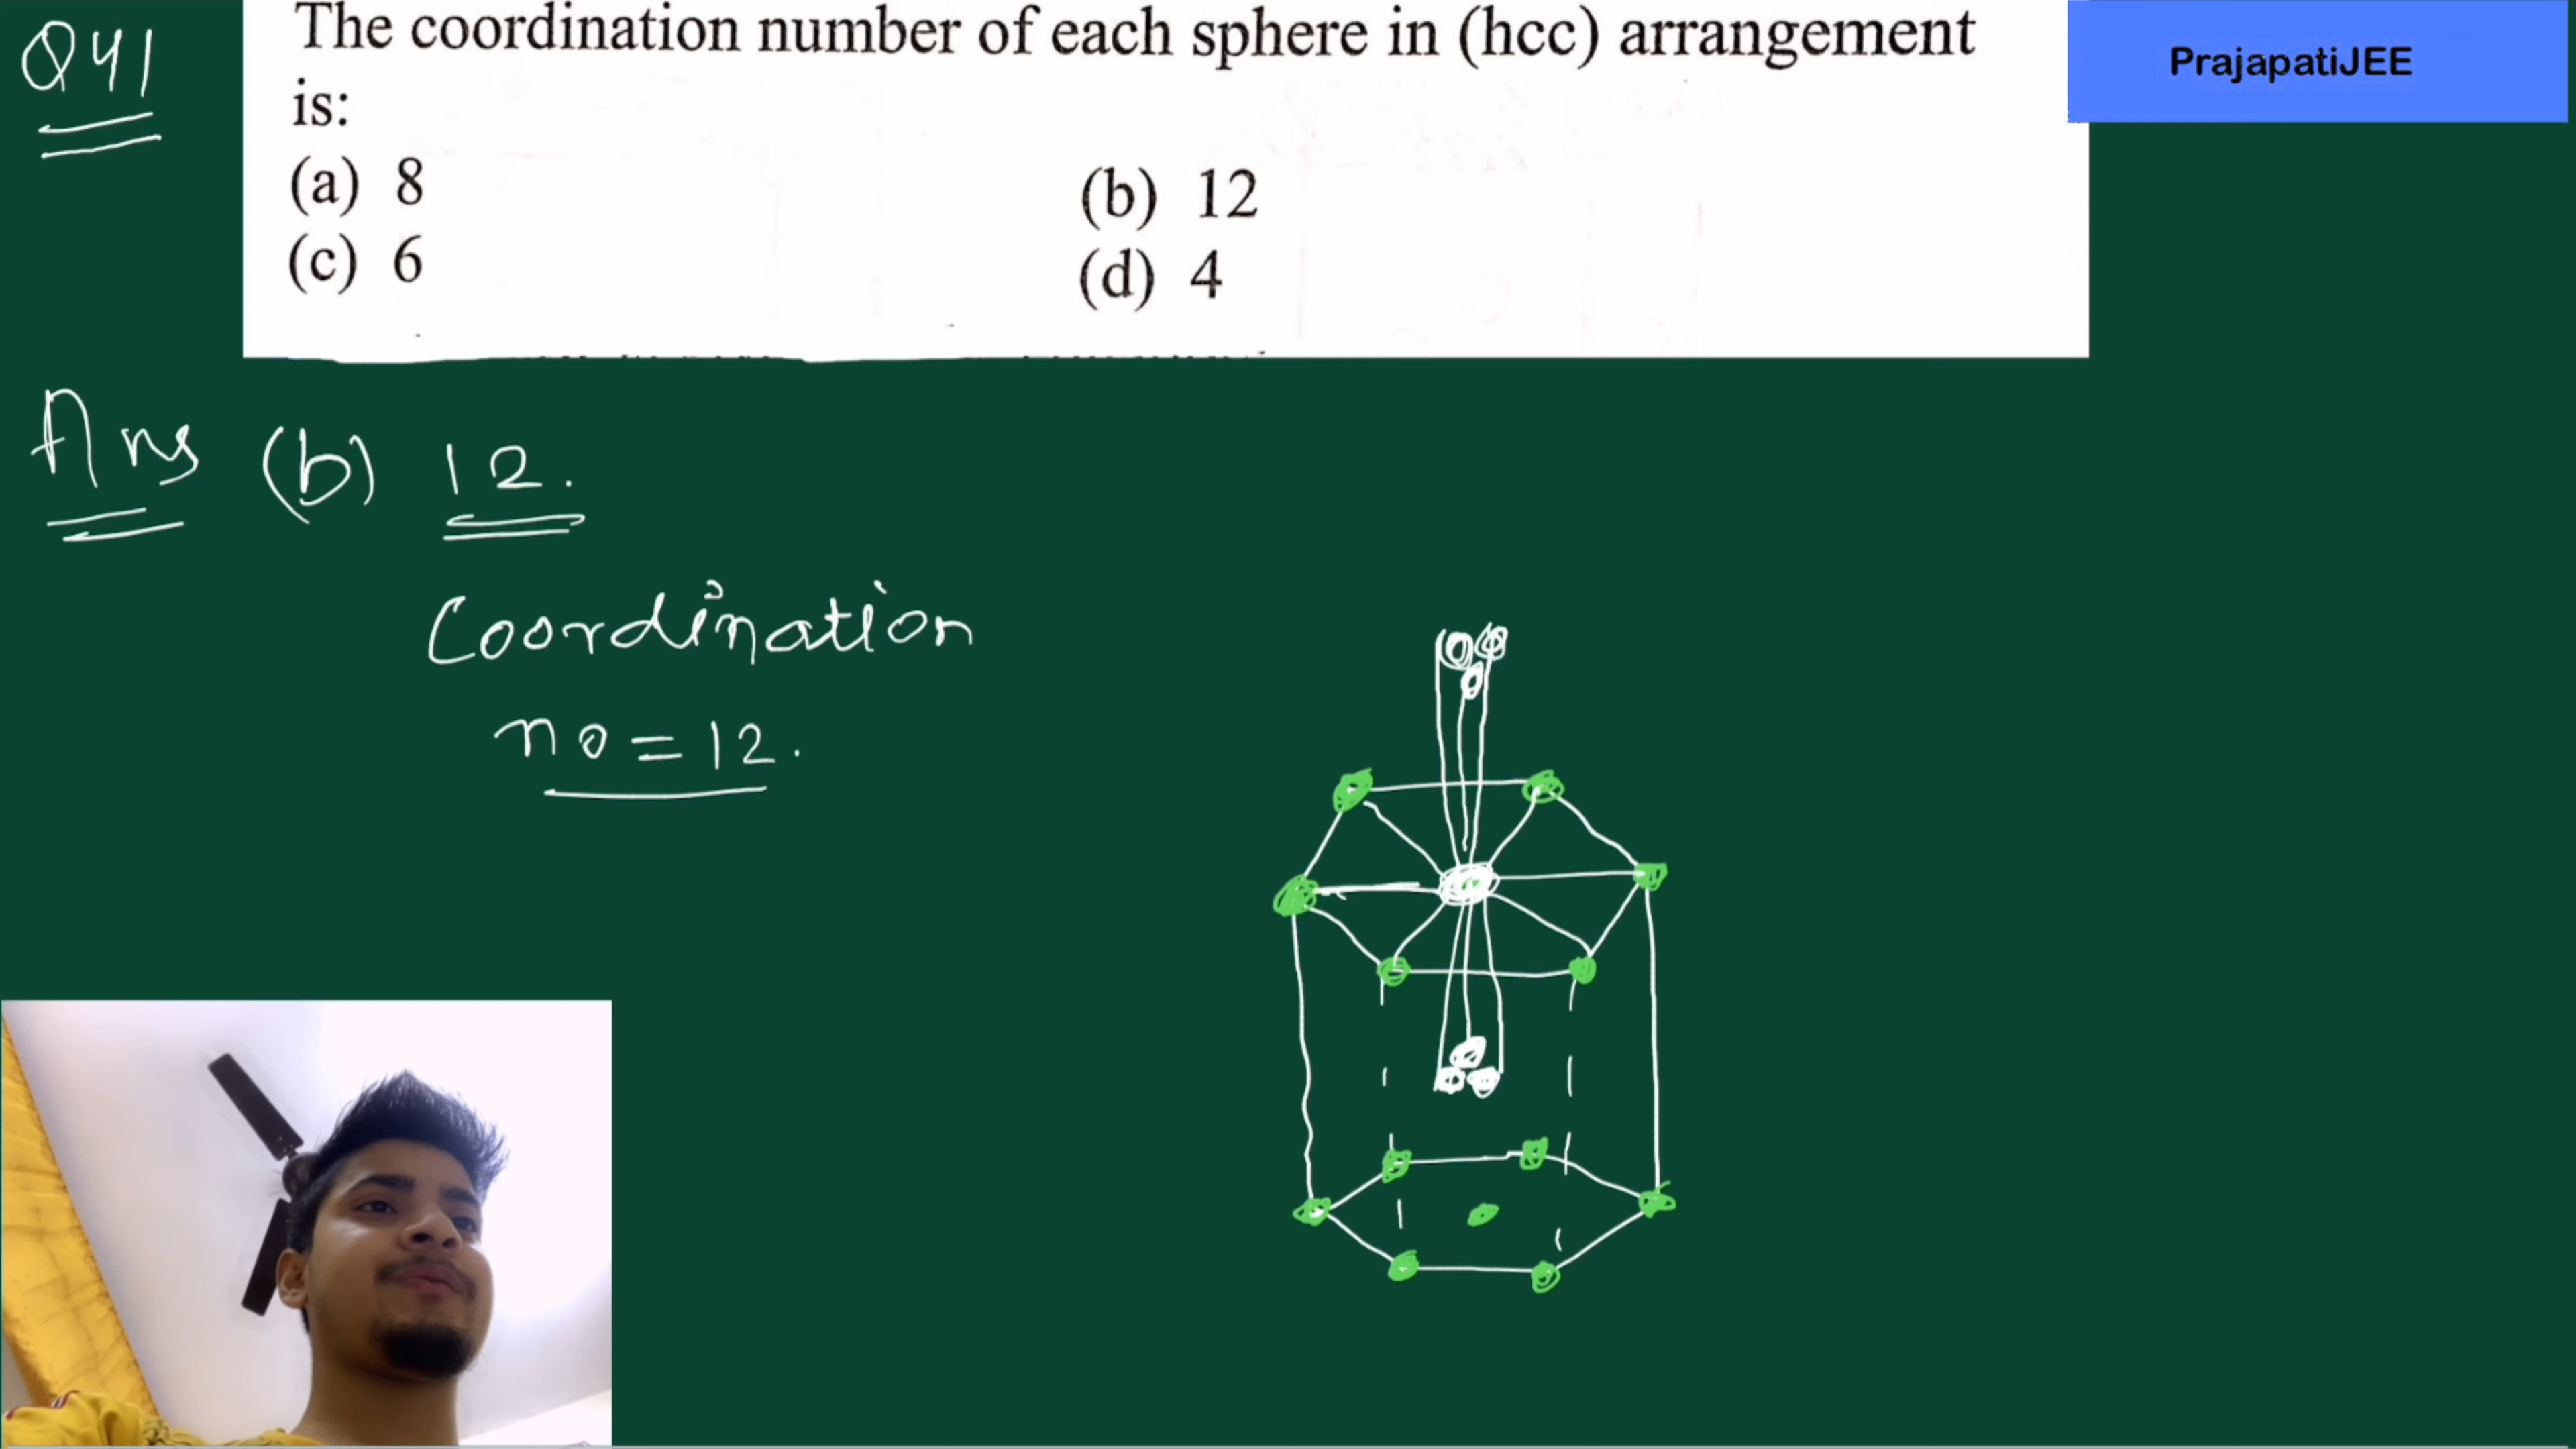 Q41
The coordination number of each sphere in (hcc) arrangement
is:
(a) 8
(b) 12
(c) 6
(d) 4
PrajapatiJEE
Ans (b) 12.
Coordination
no = 12.